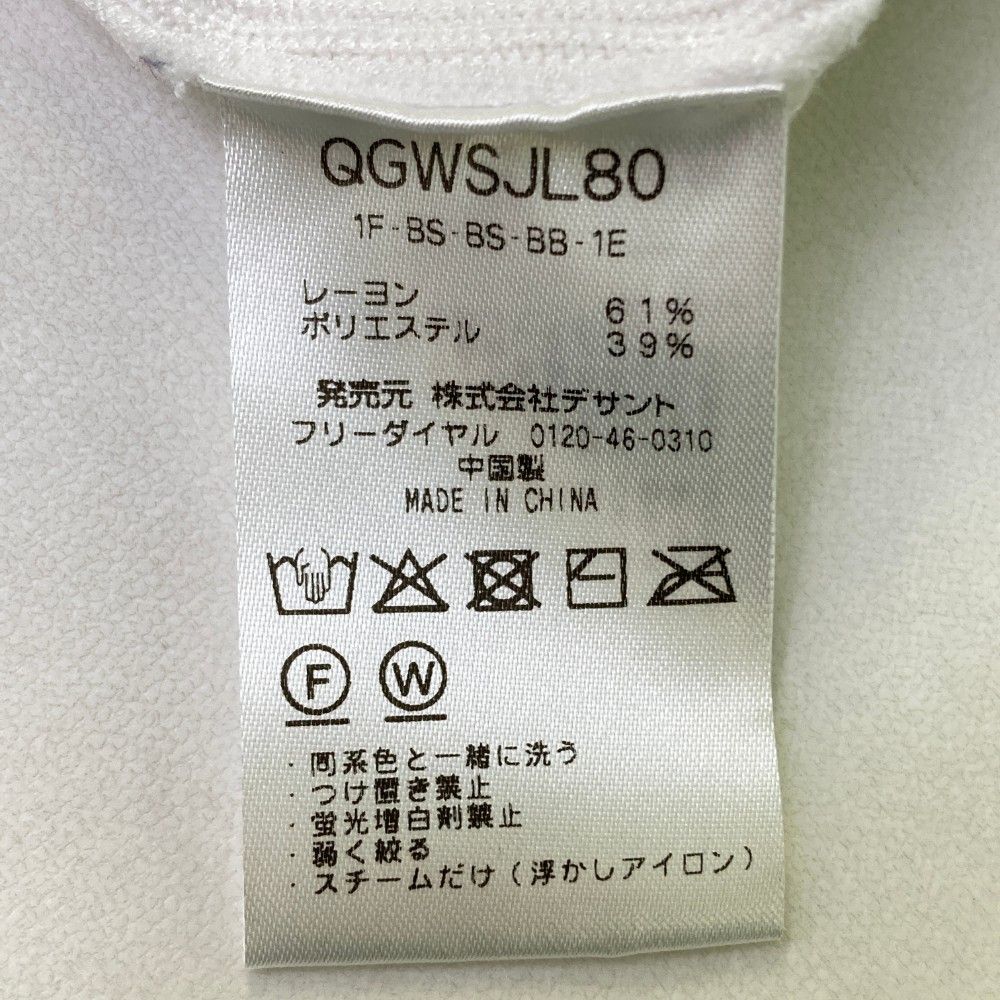 QGWSJL80
1F-BS-BS-BB-1E
レーヨン 61%
ポリエステル 39%
発売元 株式会社デサント
フリーダイヤル 0120-46-0310
中国製
MADE IN CHINA
F W
・同系色と一緒に洗う
・つけ置き禁止
・蛍光増白剤禁止
・弱く絞る
・スチームだけ(浮かしアイロン)